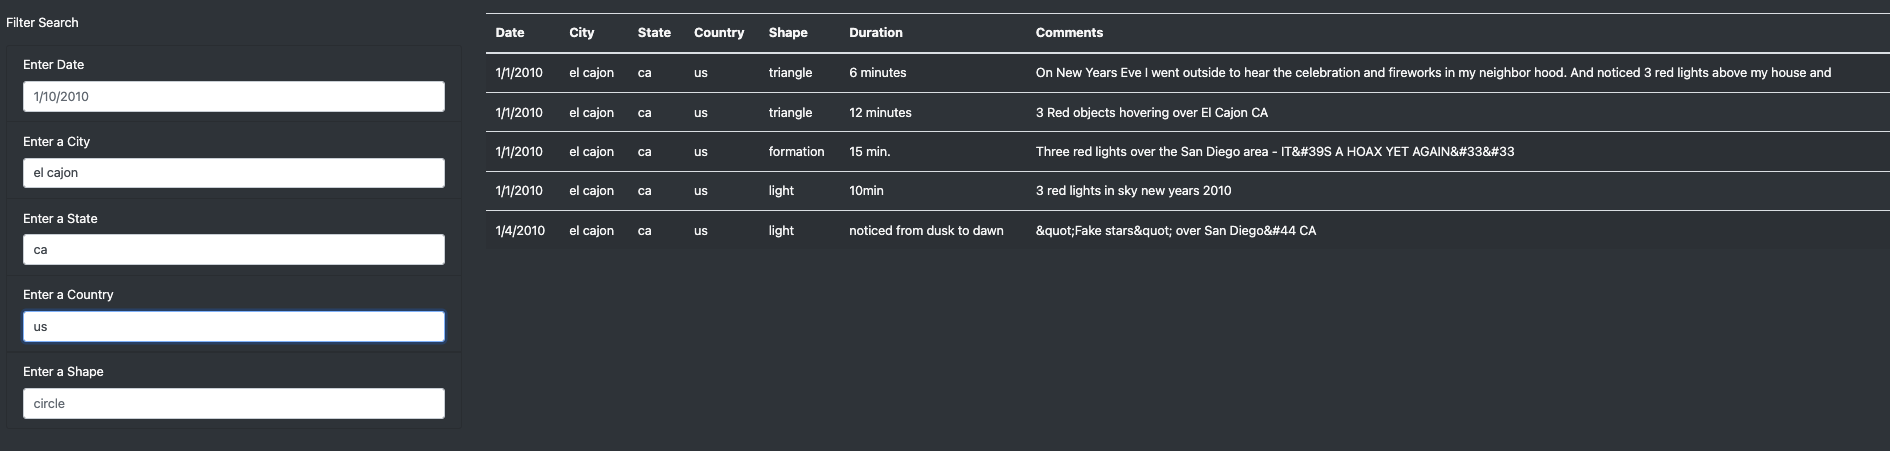 Filter Search
Enter Date
1/10/2010
Enter a City
el cajon
Enter a State
ca
Enter a Country
us
Enter a Shape
circle
Date City State Country Shape Duration Comments
1/1/2010 el cajon ca us triangle 6 minutes On New Years Eve I went outside to hear the celebration and fireworks in my neighbor hood. And noticed 3 red lights above my house and
1/1/2010 el cajon ca us triangle 12 minutes 3 Red objects hovering over El Cajon CA
1/1/2010 el cajon ca us formation 15 min. Three red lights over the San Diego area - IT&#39S A HOAX YET AGAIN&#33&#33
1/1/2010 el cajon ca us light 10min 3 red lights in sky new years 2010
1/4/2010 el cajon ca us light noticed from dusk to dawn &quot;Fake stars&quot; over San Diego&#44 CA